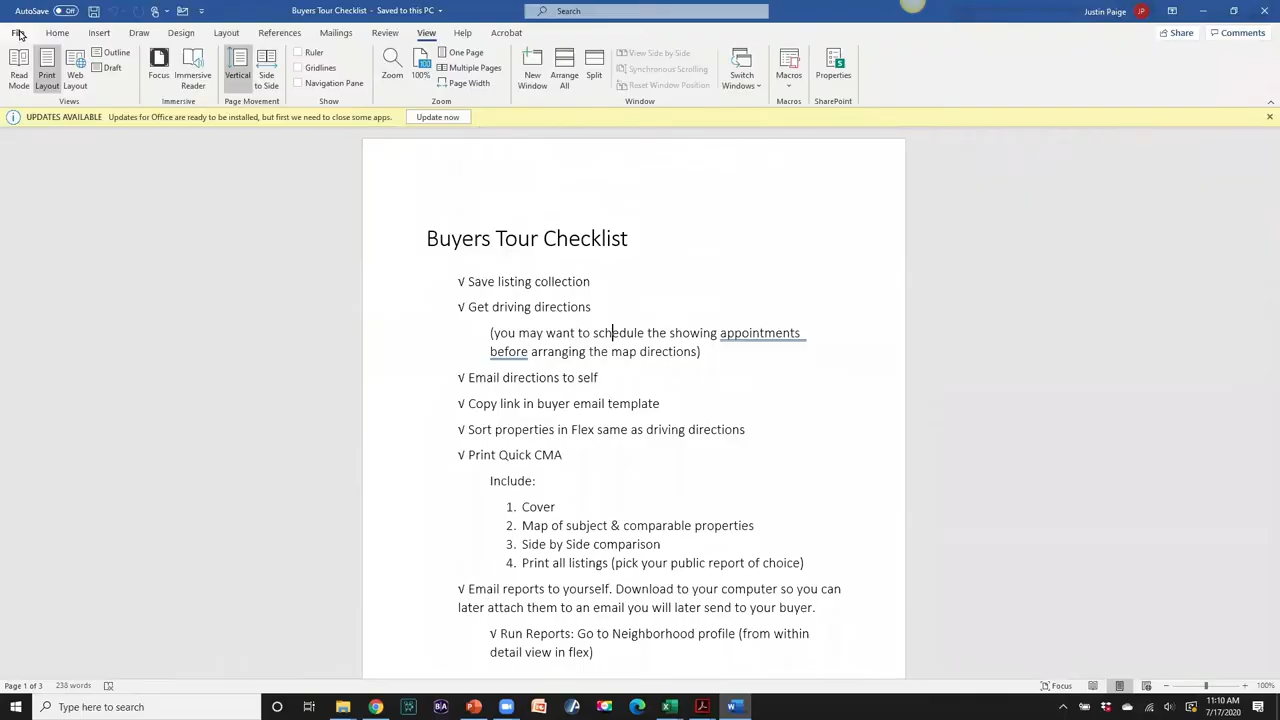 AutoSave Off Buyers Tour Checklist - Saved to this PC Search Justin Page JP
File Home Insert Draw Design Layout References Mailings Review View Help Acrobat Share Comments
Read Mode Print Layout Web Layout Outline Draft Focus Immersive Reader Vertical Side to Side Ruler Gridlines Navigation Pane Zoom 100 100% One Page Multiple Pages Page Width New Window Arrange All Split View Side by Side Synchronous Scrolling Reset Window Position Switch Windows Macros Properties
Views Immersive Page Movement Show Zoom Window Macros SharePoint
UPDATES AVAILABLE Updates for Office are ready to be installed, but first we need to close some apps. Update now
Buyers Tour Checklist
√ Save listing collection
√ Get driving directions
(you may want to schedule the showing appointments
before arranging the map directions)
√ Email directions to self
√ Copy link in buyer email template
√ Sort properties in Flex same as driving directions
√ Print Quick CMA
Include:
1. Cover
2. Map of subject & comparable properties
3. Side by Side comparison
4. Print all listings (pick your public report of choice)
√ Email reports to yourself. Download to your computer so you can
later attach them to an email you will later send to your buyer.
√ Run Reports: Go to Neighborhood profile (from within
detail view in flex)
Page 1 of 3 238 words Focus 100%
Type here to search 11:10 AM
7/17/2020